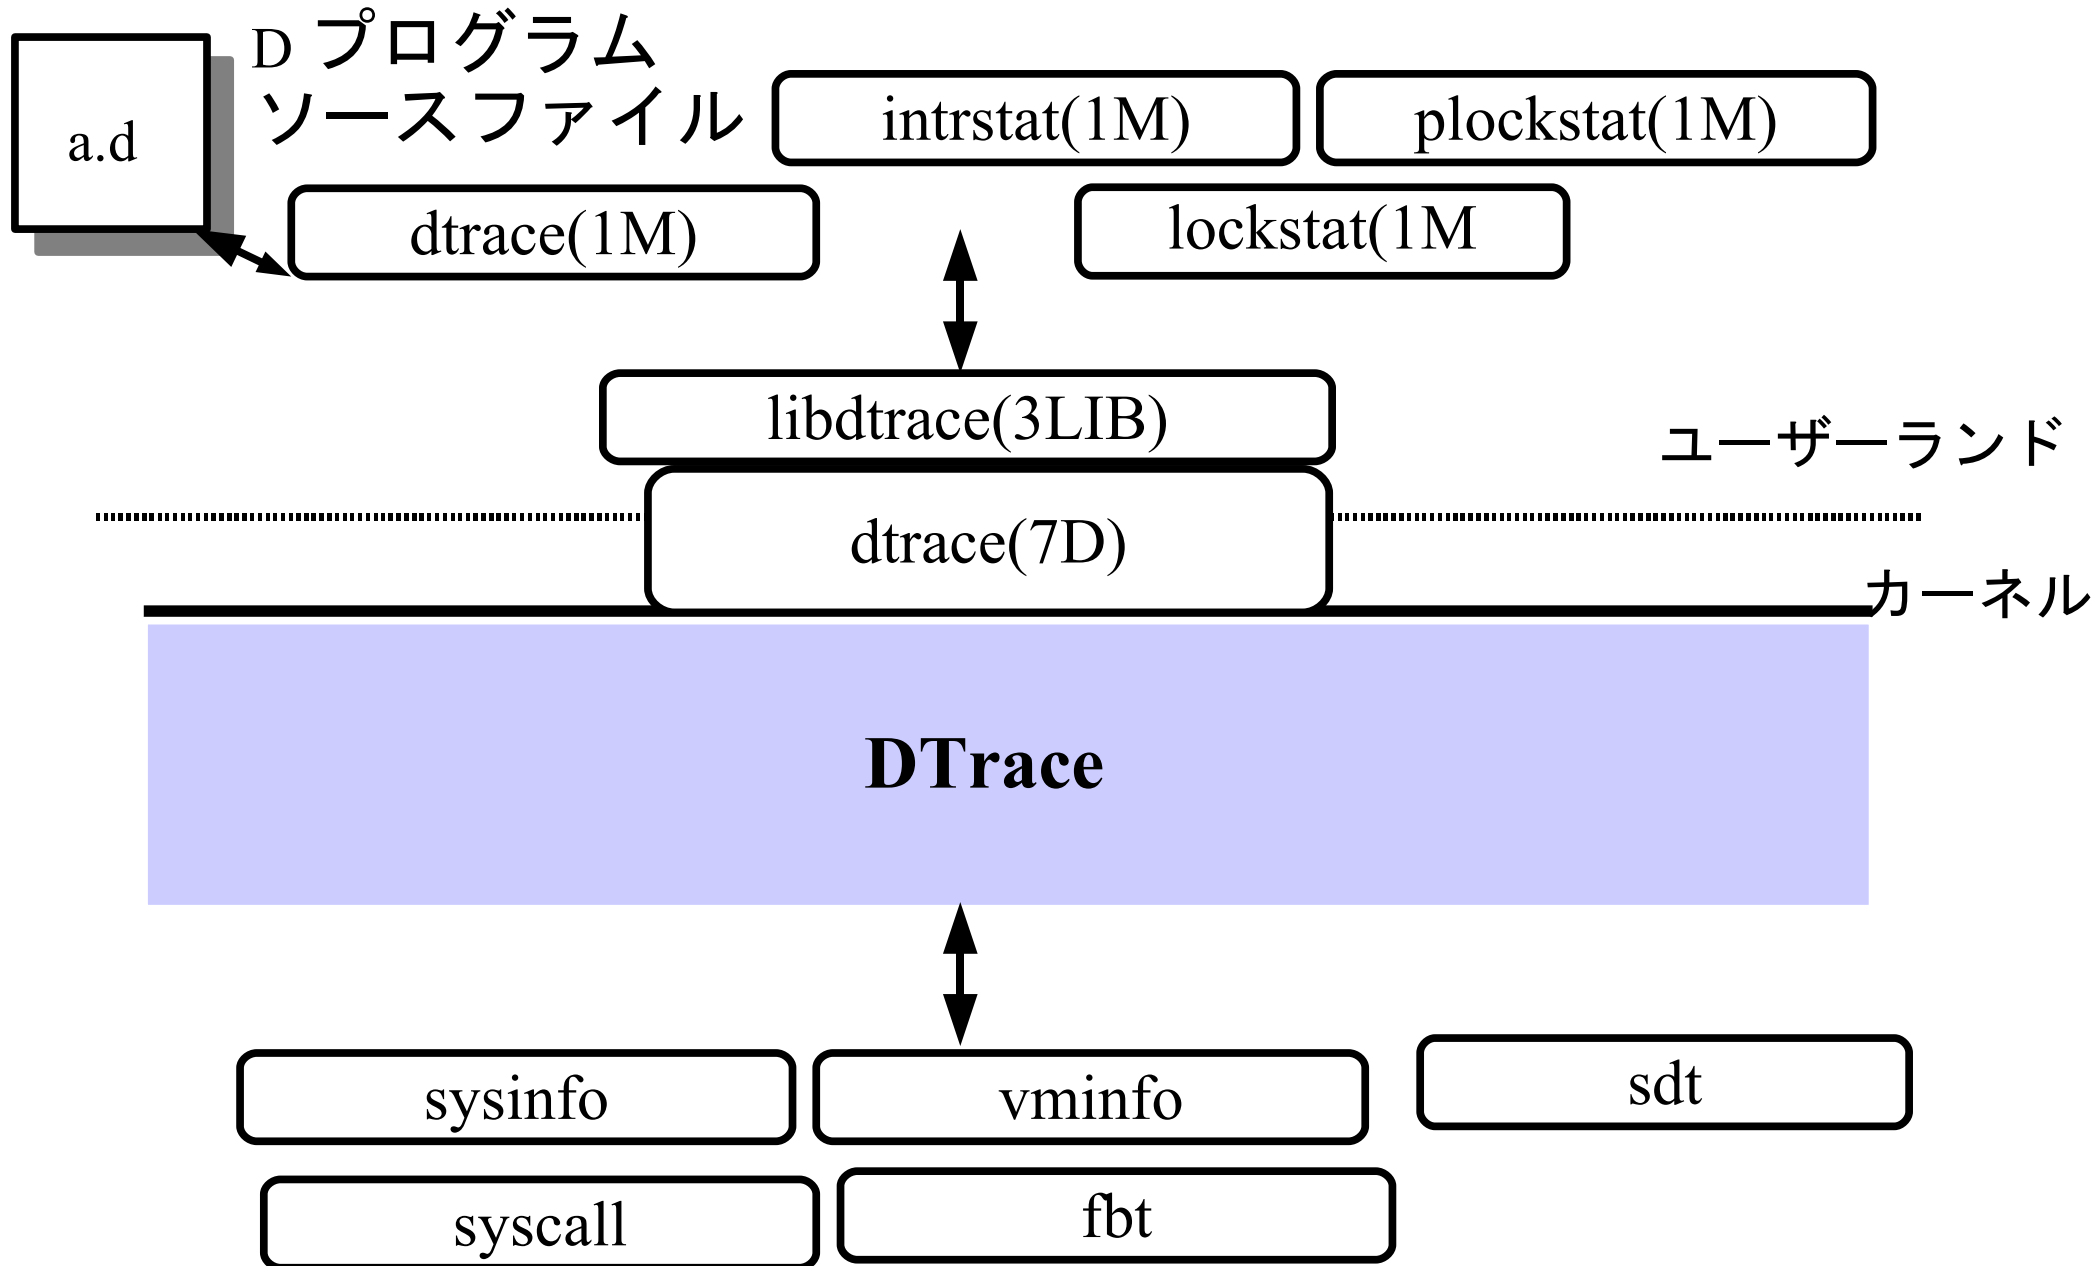 D プログラム
ソースファイル
a.d
intrstat(1M)
plockstat(1M)
dtrace(1M)
lockstat(1M
libdtrace(3LIB)
ユーザーランド
dtrace(7D)
カーネル
DTrace
sysinfo
vminfo
sdt
syscall
fbt